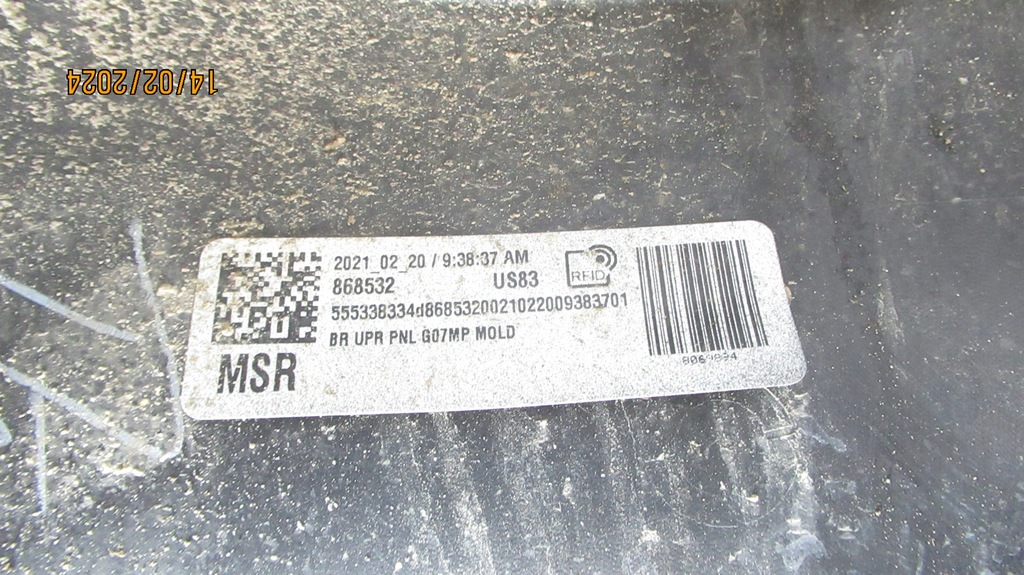 14/02/2024
2021_02_20 / 9:38:37 AM
868532 US83
RFID
555338334d8685320021022009383701
BR UPR PNL G07MP MOLD
MSR